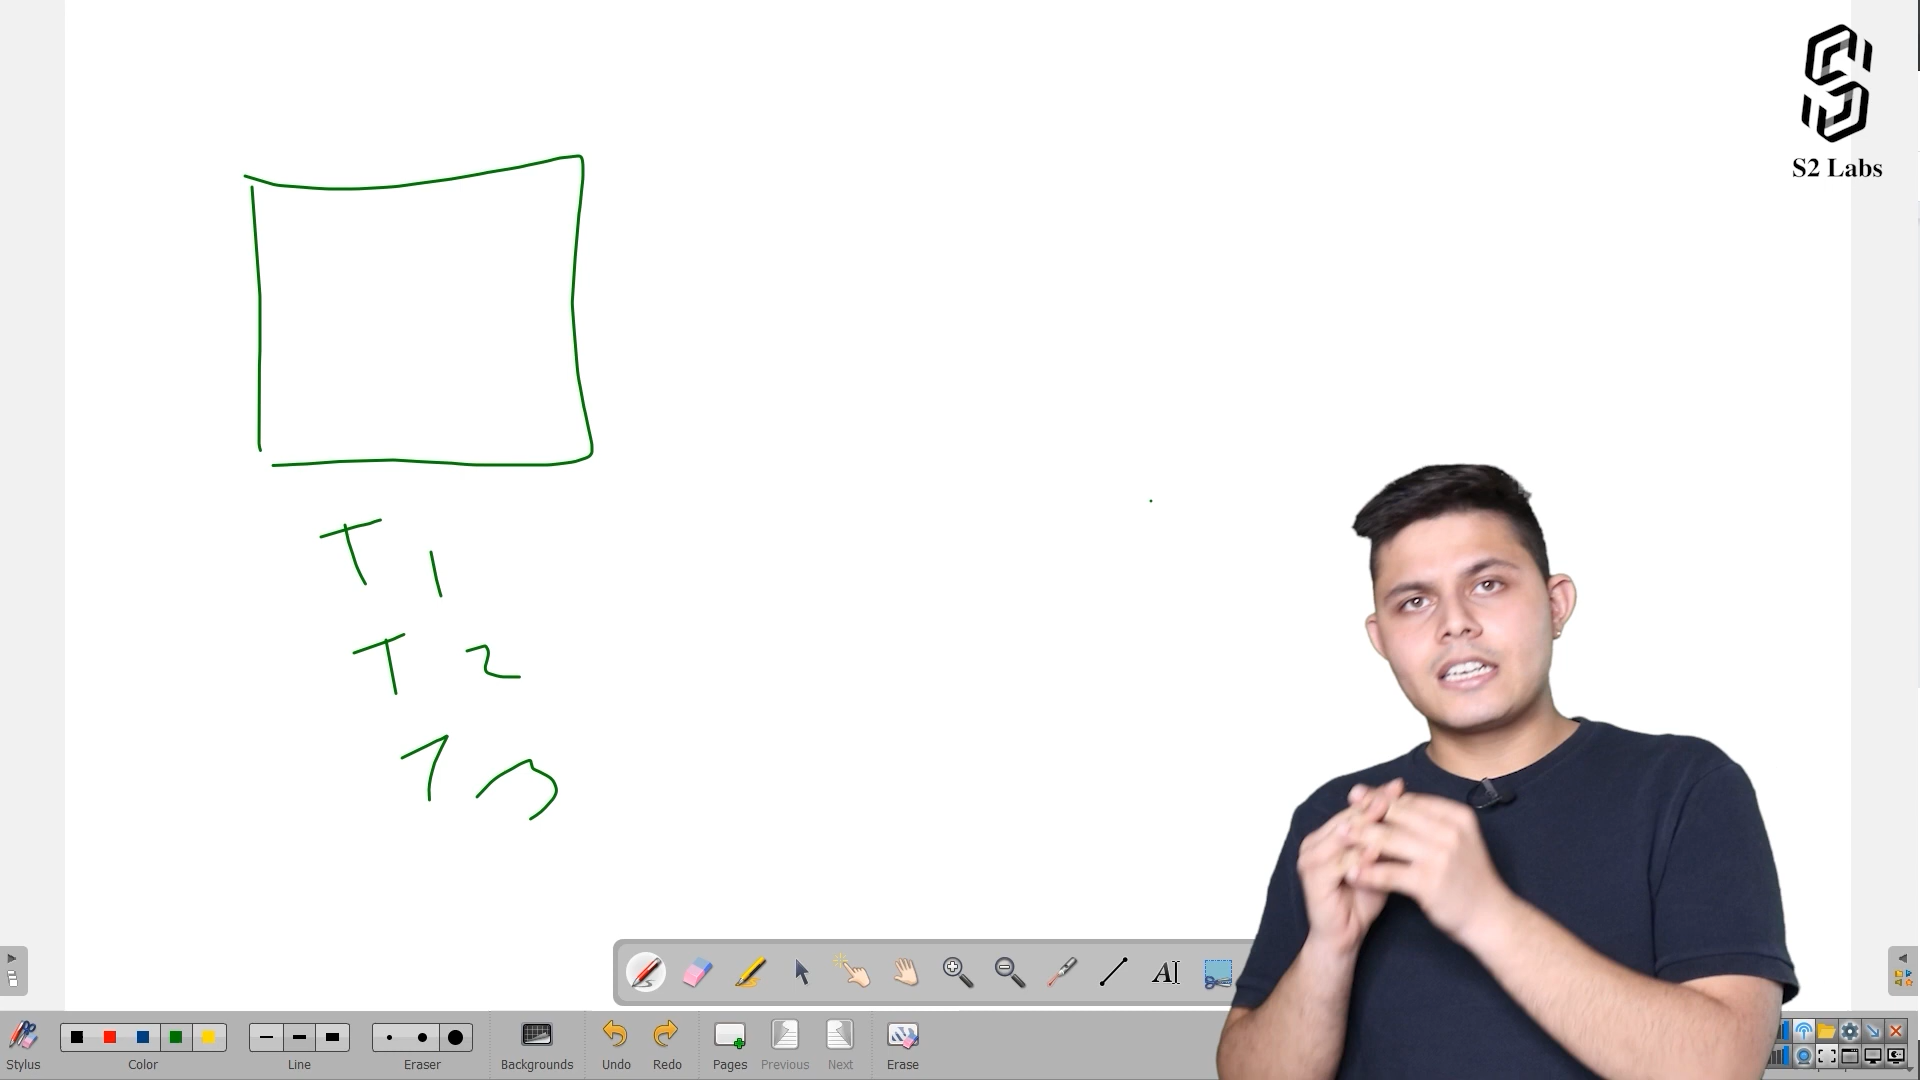 S2 Labs
T 1
T 2
T 3
Stylus
Color
Line
Eraser
Backgrounds
Undo
Redo
Pages
Previous
Next
Erase